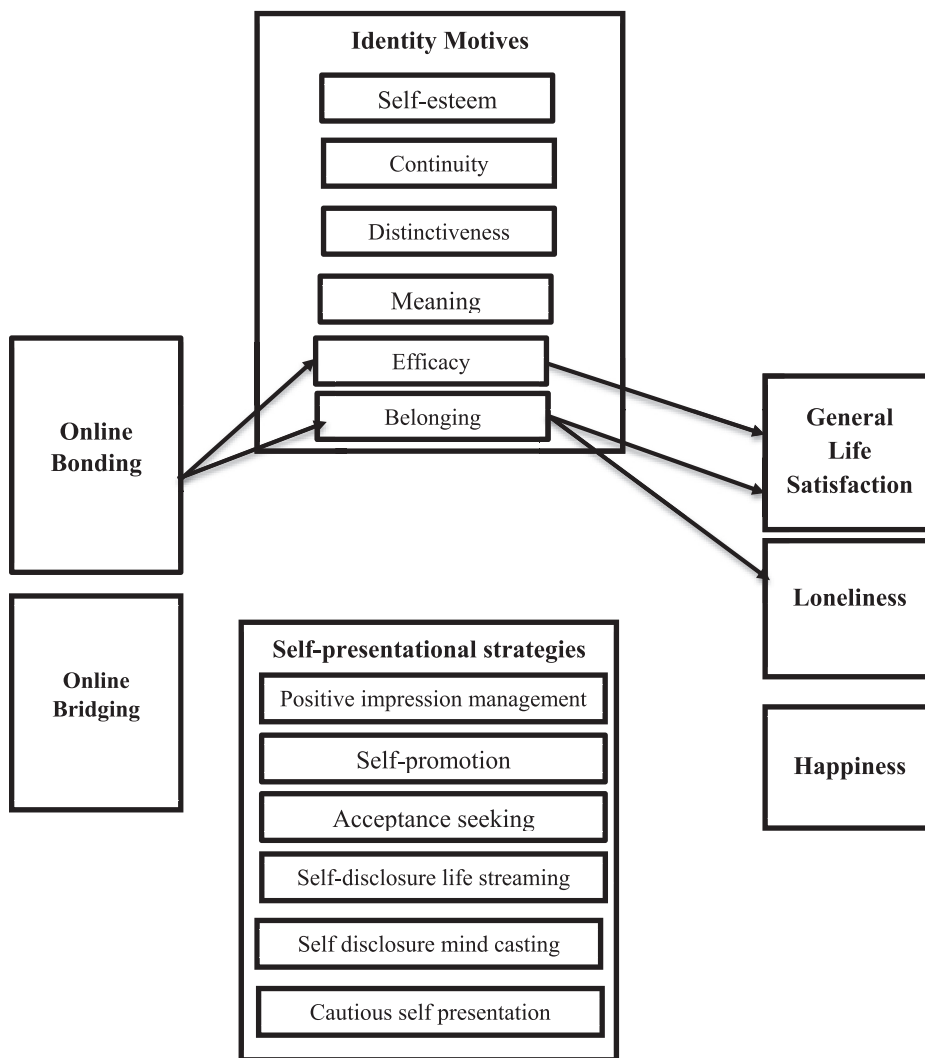 Identity Motives
Self-esteem
Continuity
Distinctiveness
Meaning
Efficacy
Belonging
Online
Bonding
General
Life
Satisfaction
Loneliness
Online
Bridging
Self-presentational strategies
Positive impression management
Self-promotion
Acceptance seeking
Self-disclosure life streaming
Self disclosure mind casting
Cautious self presentation
Happiness